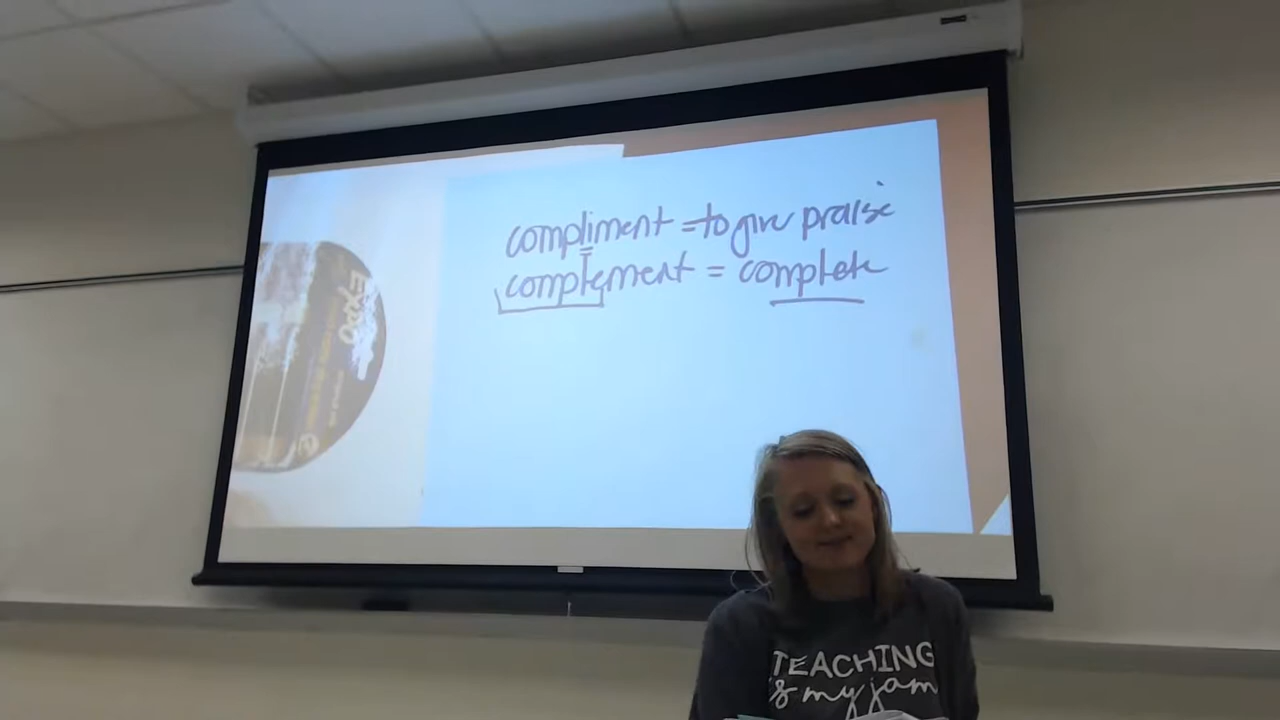 compliment = to give praise
complement = complete
Expo
TEACHING
is my jam